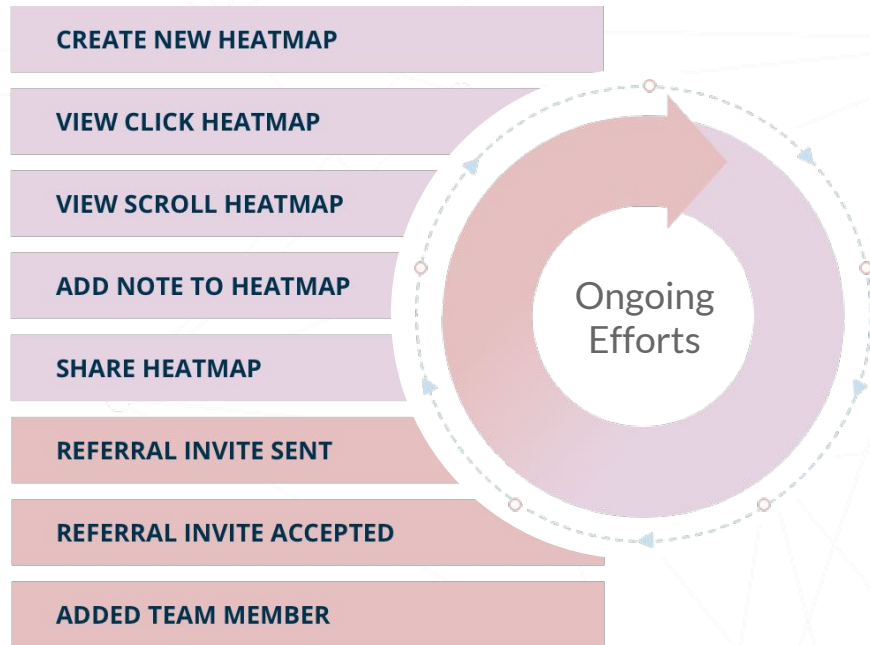 CREATE NEW HEATMAP
VIEW CLICK HEATMAP
VIEW SCROLL HEATMAP
ADD NOTE TO HEATMAP
SHARE HEATMAP
REFERRAL INVITE SENT
REFERRAL INVITE ACCEPTED
ADDED TEAM MEMBER
Ongoing
Efforts